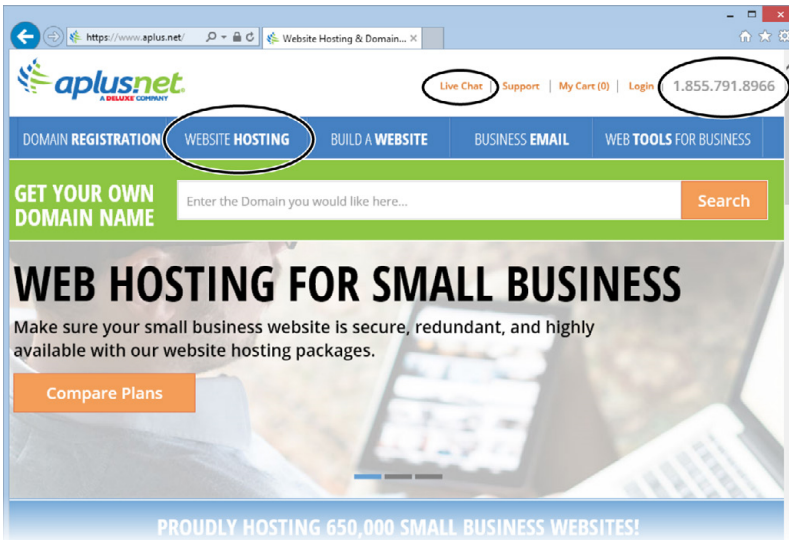 https://www.aplus.net/
Website Hosting & Domain...
aplus.net
A DELUXE COMPANY
Live Chat | Support | My Cart (0) | Login | 1.855.791.8966
DOMAIN REGISTRATION WEBSITE HOSTING BUILD A WEBSITE BUSINESS EMAIL WEB TOOLS FOR BUSINESS
GET YOUR OWN
DOMAIN NAME
Enter the Domain you would like here...
Search
WEB HOSTING FOR SMALL BUSINESS
Make sure your small business website is secure, redundant, and highly
available with our website hosting packages.
Compare Plans
PROUDLY HOSTING 650,000 SMALL BUSINESS WEBSITES!